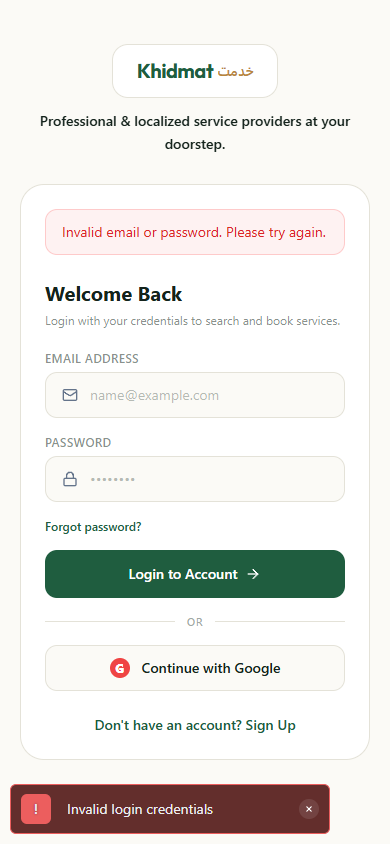 Khidmat خدمت
Professional & localized service providers at your
doorstep.
Invalid email or password. Please try again.
Welcome Back
Login with your credentials to search and book services.
EMAIL ADDRESS
name@example.com
PASSWORD
••••••••
Forgot password?
Login to Account →
OR
G Continue with Google
Don't have an account? Sign Up
! Invalid login credentials ×